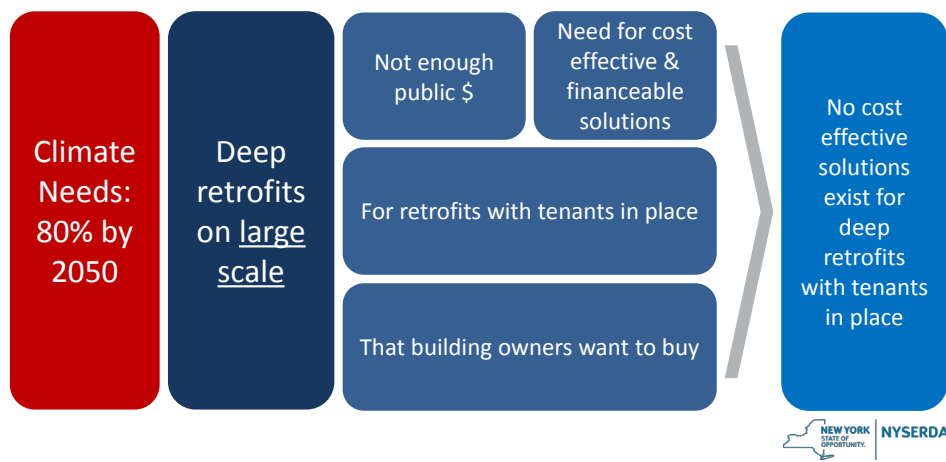 Climate
Needs:
80% by
2050
Deep
retrofits
on large
scale
Not enough
public $
Need for cost
effective &
financeable
solutions
For retrofits with tenants in place
That building owners want to buy
No cost
effective
solutions
exist for
deep
retrofits
with tenants
in place
NEW YORK
STATE OF
OPPORTUNITY.
NYSERDA